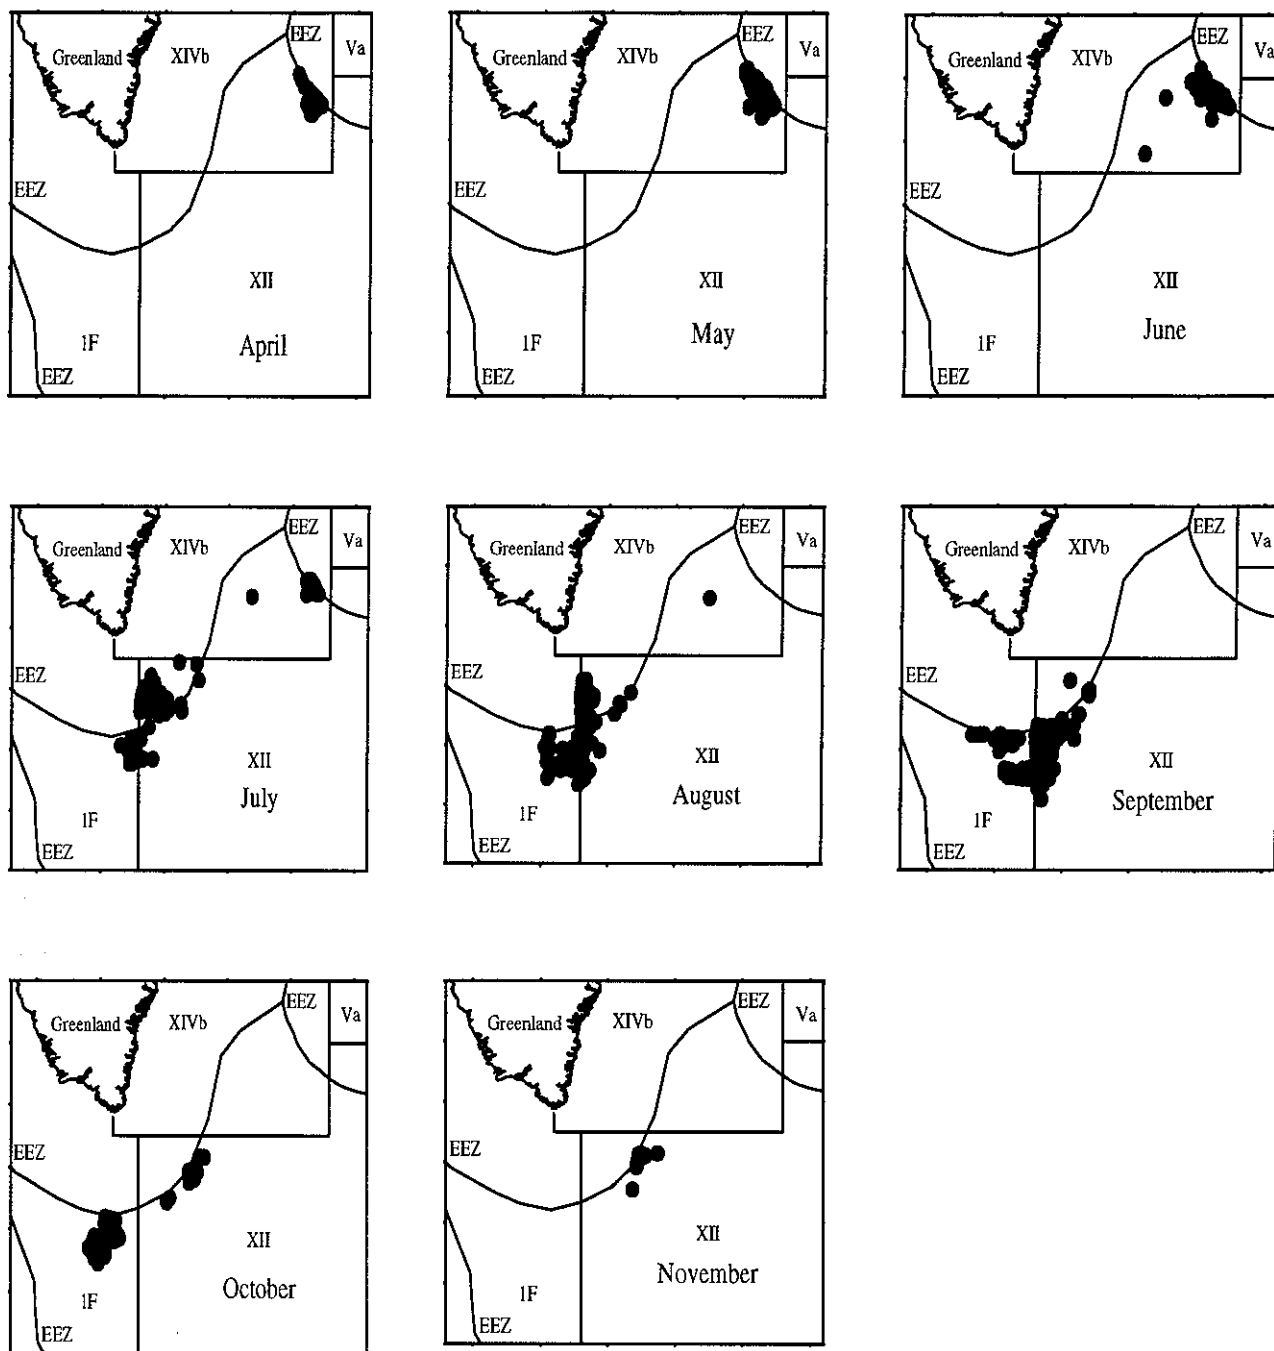 EEZ
Va
Greenland
XIVb
EEZ
XII
1F
April
EEZ
EEZ
Va
Greenland
XIVb
EEZ
XII
May
1F
EEZ
EEZ
Va
Greenland
XIVb
EEZ
XII
June
1F
EEZ
EEZ
Va
Greenland
XIVb
EEZ
XII
July
1F
EEZ
EEZ
Va
Greenland
XIVb
EEZ
XII
August
1F
EEZ
EEZ
Va
Greenland
XIVb
EEZ
XII
September
1F
EEZ
EEZ
Va
Greenland
XIVb
EEZ
XII
October
1F
EEZ
EEZ
Va
Greenland
XIVb
EEZ
XII
November
1F
EEZ